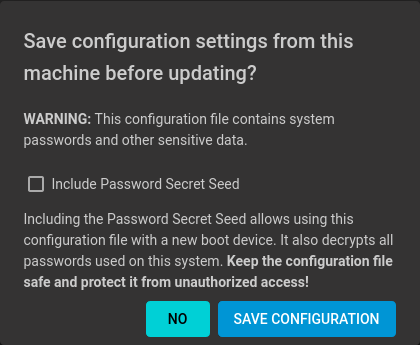 Save configuration settings from this
machine before updating?
WARNING: This configuration file contains system
passwords and other sensitive data.
Include Password Secret Seed
Including the Password Secret Seed allows using this
configuration file with a new boot device. It also decrypts all
passwords used on this system. Keep the configuration file
safe and protect it from unauthorized access!
NO
SAVE CONFIGURATION